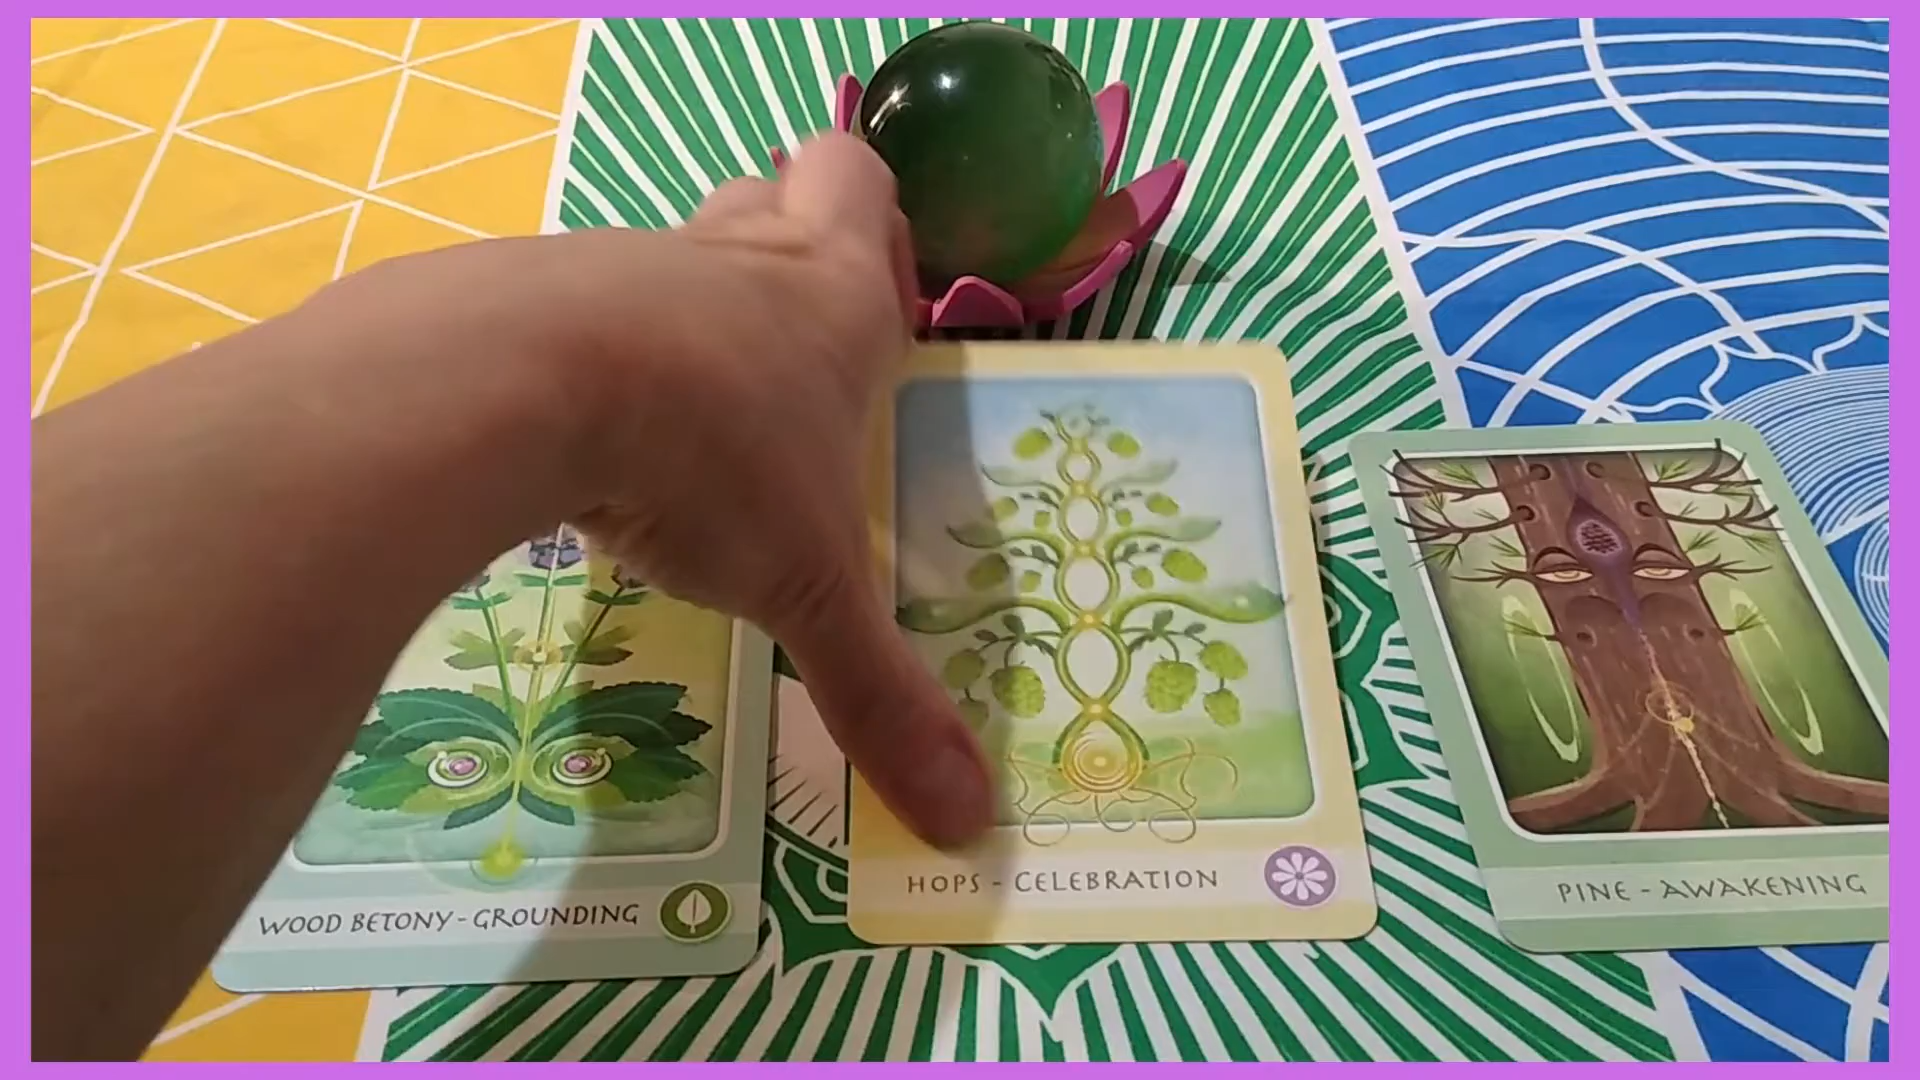 WOOD BETONY - GROUNDING
HOPS - CELEBRATION
PINE - AWAKENING